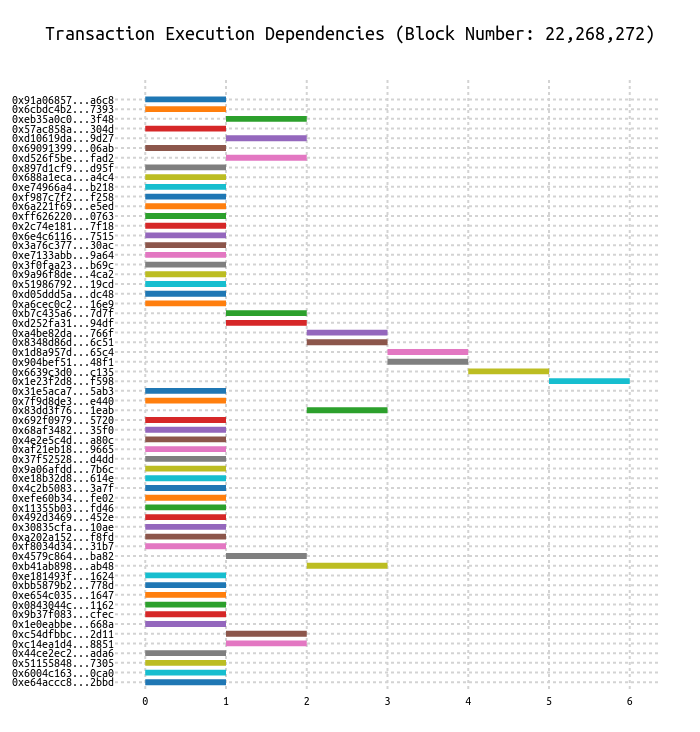 Transaction Execution Dependencies (Block Number: 22,268,272)
0x91a06857...a6c8
0x6cbdc4b2...7393
0xeb35a0c0...3f48
0x57ac858a...304d
0xd10619da...9d27
0x69091399...06ab
0xd526f5be...fad2
0x897d1cf9...d95f
0x688a1eca...a4c4
0xe74966a4...b218
0xf987c7f2...f258
0x6a221f69...e5ed
0xff626220...0763
0x2c74e181...7f18
0x6e4c6116...7515
0x3a76c377...30ac
0xe7133abb...9a64
0x3f0faa23...b69c
0x9a96f8de...4ca2
0x51986792...19cd
0xd05ddd5a...dc48
0xa6cec0c2...16e9
0xb7c435a6...7d7f
0xd252fa31...94df
0xa4be82da...766f
0x8348d86d...6c51
0x1d8a957d...65c4
0x904bef51...48f1
0x6639c3d0...c135
0x1e23f2d8...f598
0x31e5aca7...5ab3
0x7f9d8de3...e440
0x83dd3f76...1eab
0x692f0979...5720
0x68af3482...35f0
0x4e2e5c4d...a80c
0xaf21eb18...9665
0x37f52528...d4dd
0x9a06afdd...7b6c
0xe18b32d8...614e
0x4c2b5083...3a7f
0xefe60b34...fe02
0x11355b03...fd46
0x492d3469...452e
0x30835cfa...10ae
0xa202a152...f8fd
0xf8034d34...31b7
0x4579c864...ba82
0xb41ab898...ab48
0xe181493f...1624
0xbb5879b2...778d
0xe654c035...1647
0x0843044c...1162
0x9b37f083...cfec
0x1e0eabbe...668a
0xc54dfbbc...2d11
0xc14ea1d4...8851
0x44ce2ec2...ada6
0x51155848...7305
0x6004c163...0ca0
0xe64accc8...2bbd
0 1 2 3 4 5 6